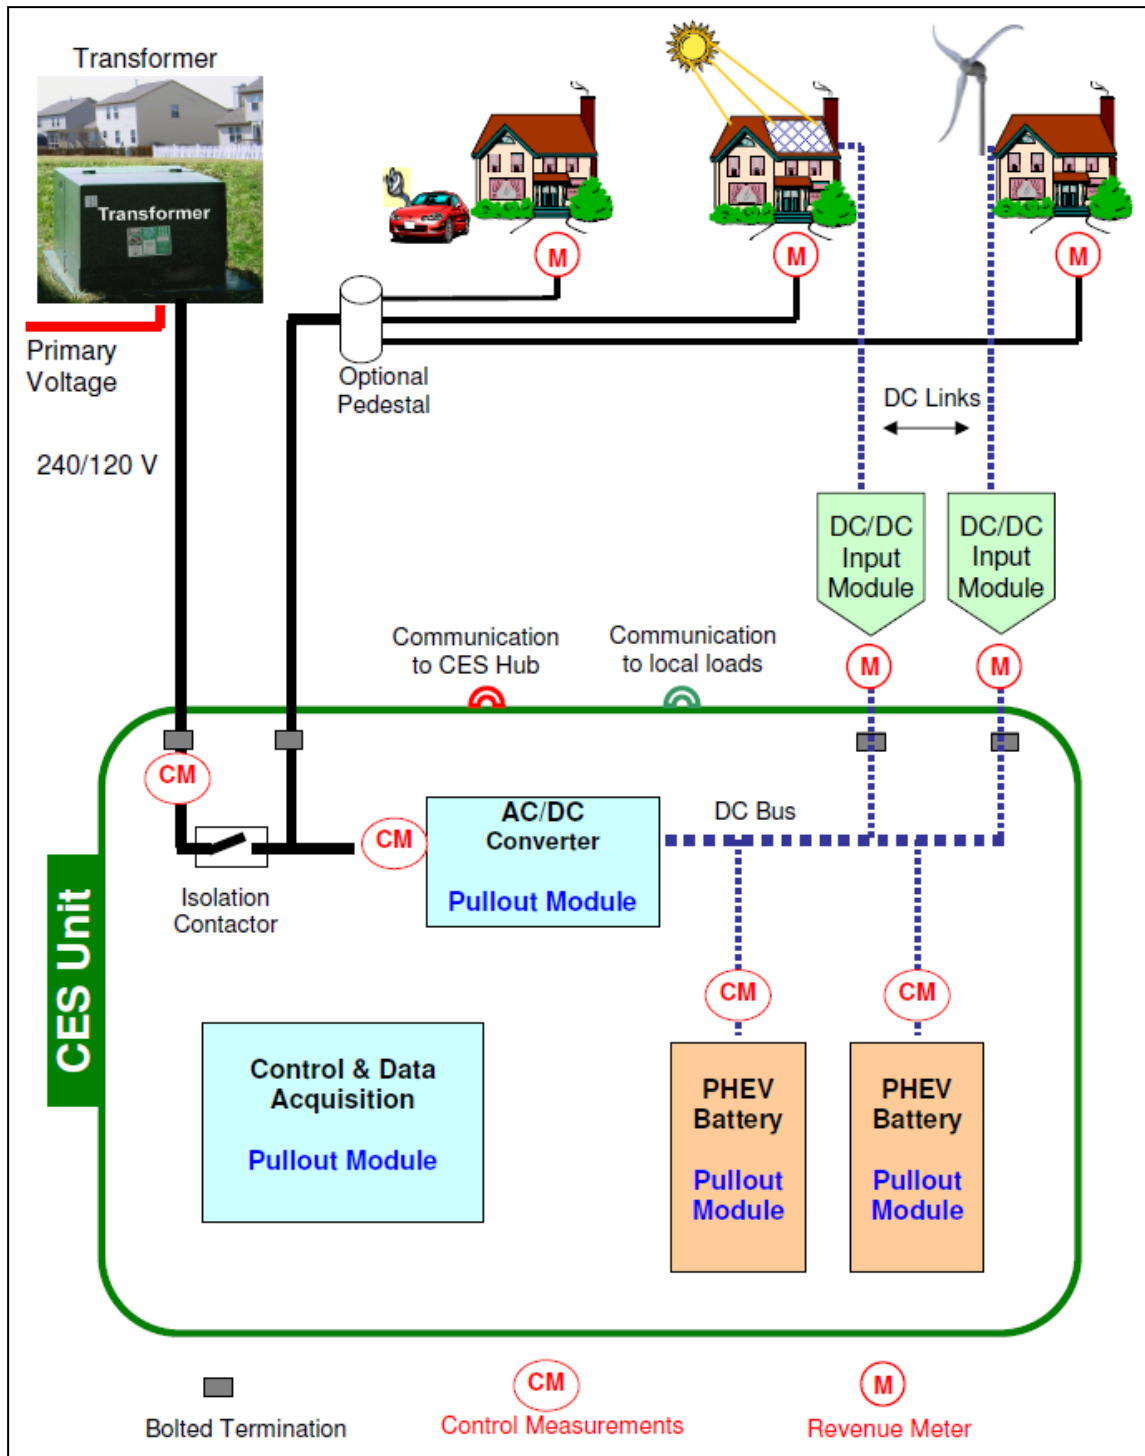 Transformer
Transformer
M
M
M
Primary
Voltage
Optional
Pedestal
DC Links
240/120 V
DC/DC
Input
Module
DC/DC
Input
Module
Communication
to CES Hub
Communication
to local loads
M
M
CM
CM
AC/DC
Converter
Pullout Module
DC Bus
Isolation
Contactor
CES Unit
CM
CM
Control & Data
Acquisition
Pullout Module
PHEV
Battery
Pullout
Module
PHEV
Battery
Pullout
Module
CM
M
Bolted Termination
Control Measurements
Revenue Meter